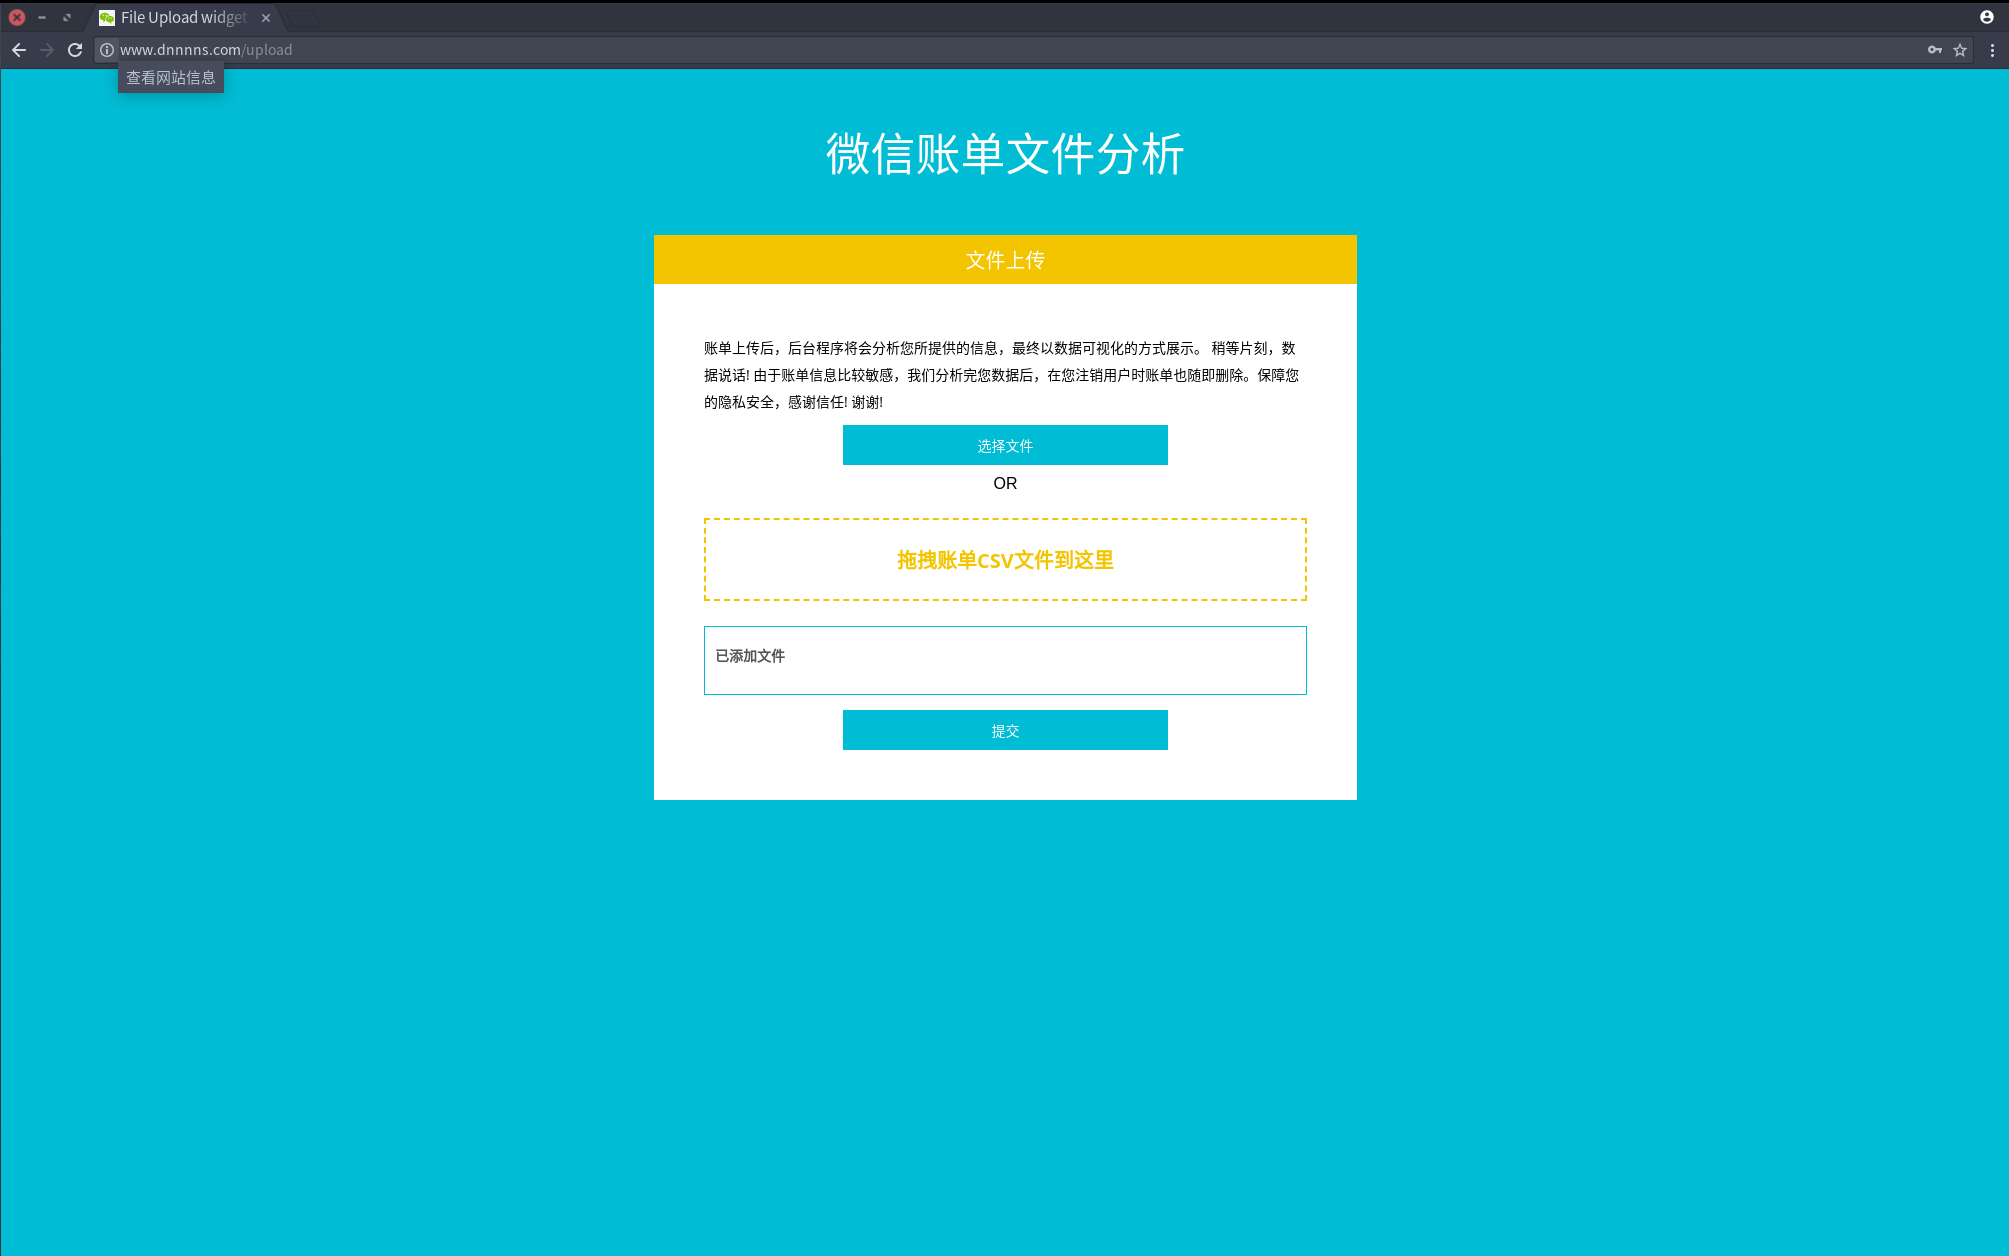 File Upload widget
www.dnnnns.com/upload
查看网站信息
微信账单文件分析
文件上传
账单上传后，后台程序将会分析您所提供的信息，最终以数据可视化的方式展示。 稍等片刻，数
据说话! 由于账单信息比较敏感，我们分析完您数据后，在您注销用户时账单也随即删除。保障您
的隐私安全，感谢信任! 谢谢!
选择文件
OR
拖拽账单CSV文件到这里
已添加文件
提交